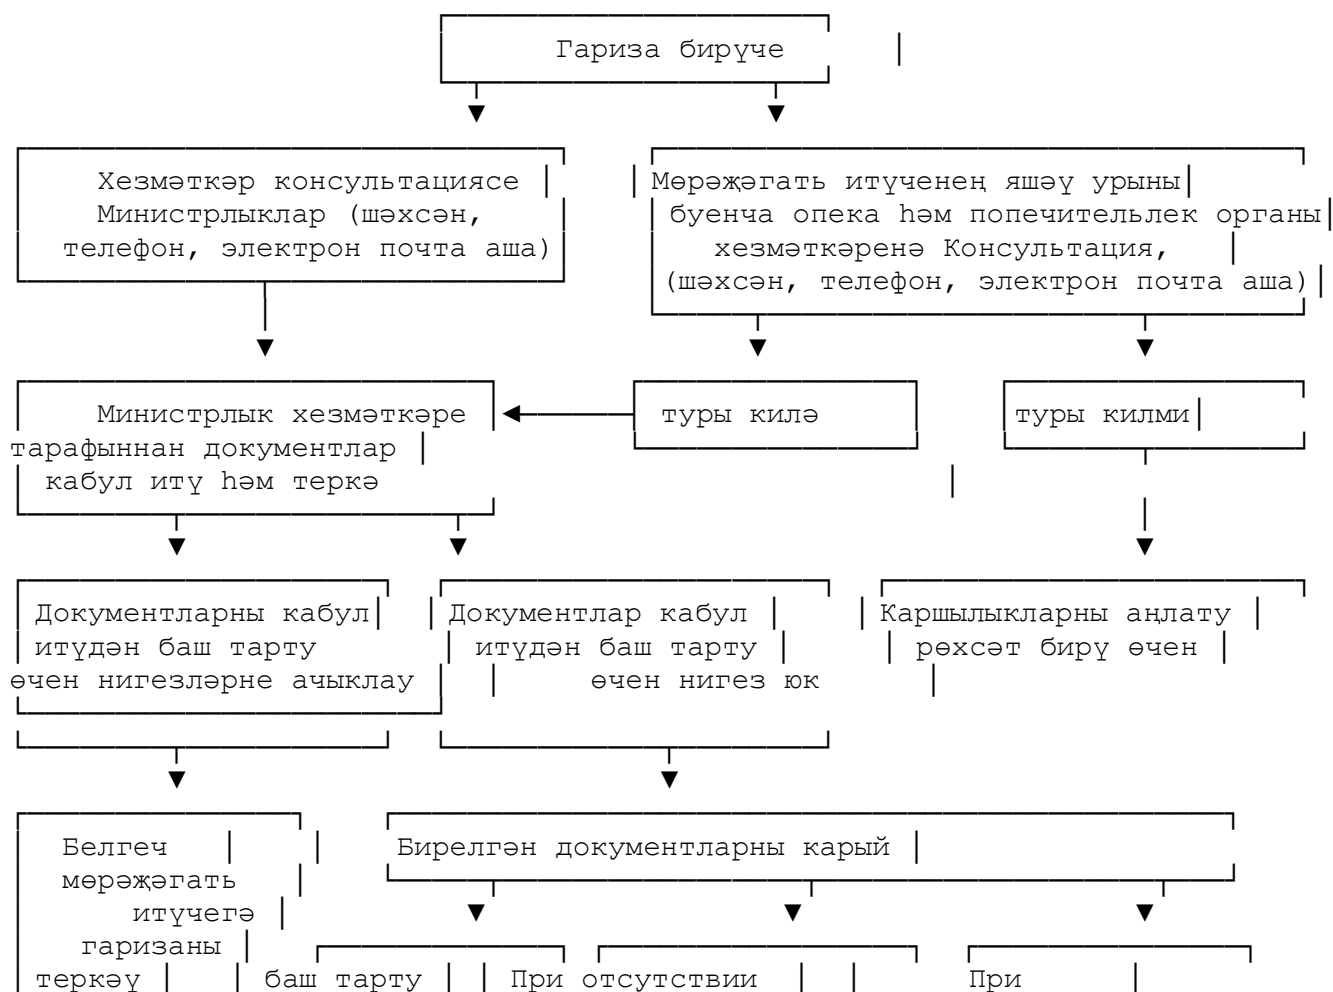 Гариза бирүче
Хезмәткәр консультациясе
Министрлыклар (шәхсән,
телефон, электрон почта аша)
Мөрәҗәгать итүченең яшәү урыны
буенча опека һәм попечительлек органы
хезмәткәренә Консультация,
(шәхсән, телефон, электрон почта аша)
Министрлык хезмәткәре
тарафыннан документлар
кабул итү һәм теркә
туры килә
туры килми
Документларны кабул
итүдән баш тарту
өчен нигезләрне ачыклау
Документлар кабул
итүдән баш тарту
өчен нигез юк
Каршылыкларны аңлату
рөхсәт бирү өчен
Белгеч
мөрәҗәгать
итүчегә
гаризаны
теркәү
Бирелгән документларны карый
баш тарту
При отсутствии
При